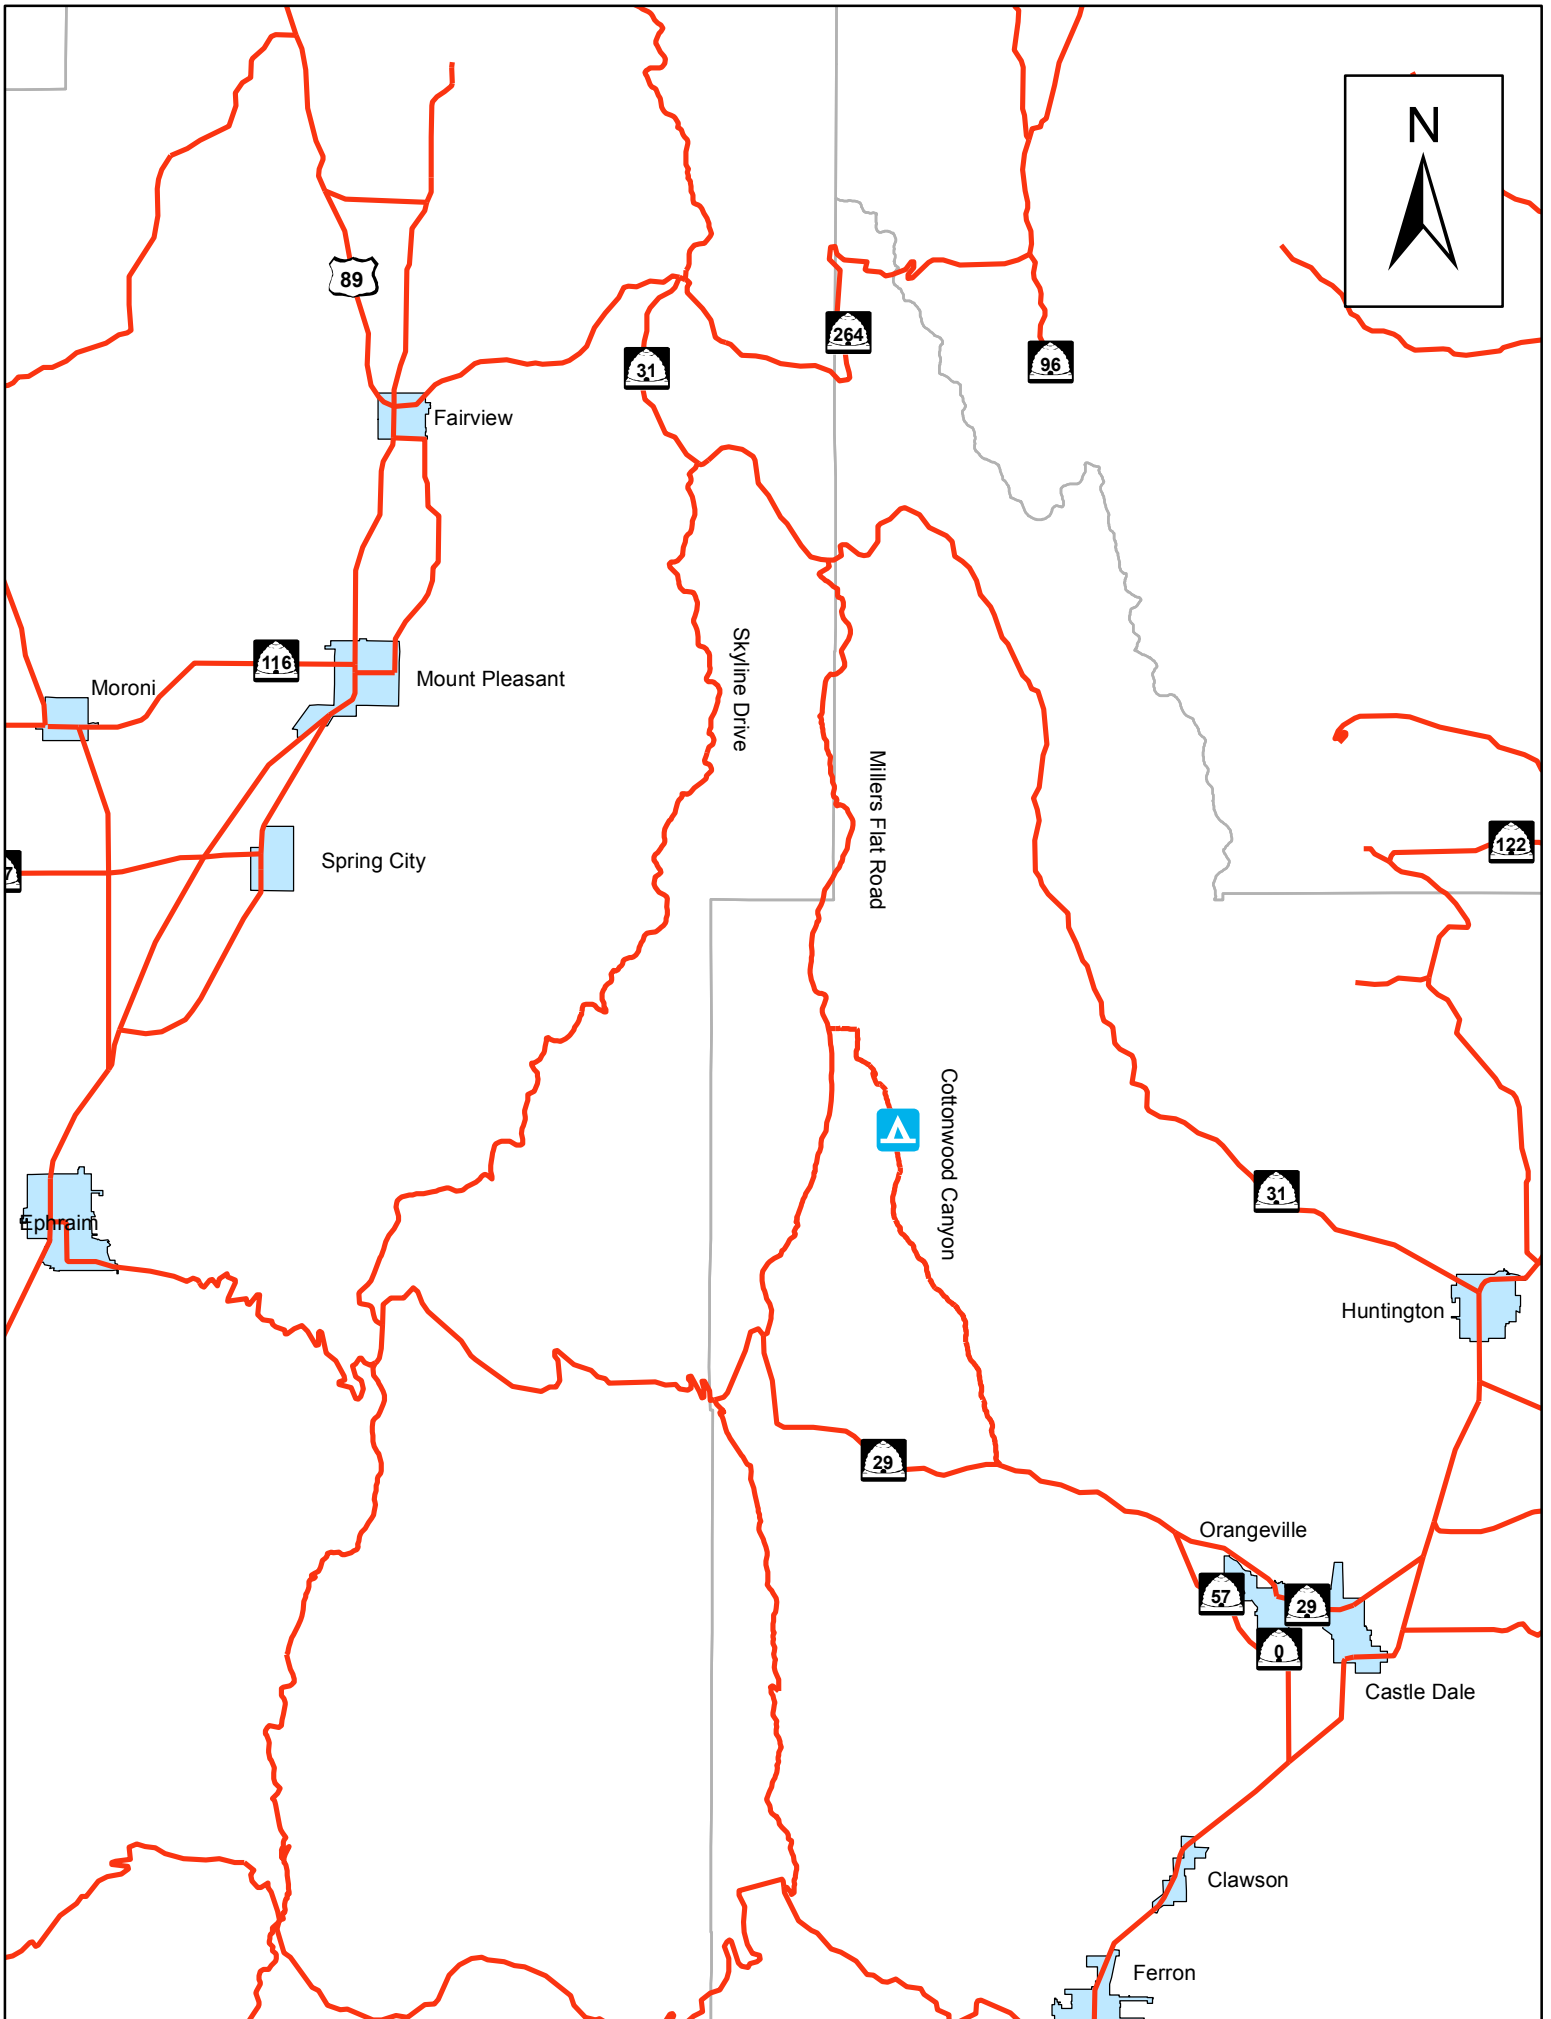 N
89
264
31
96
Fairview
116
Skyline Drive
Moroni
Mount Pleasant
Millers Flat Road
122
Spring City
7
Cottonwood Canyon
31
Ephraim
Huntington
29
Orangeville
57
29
0
Castle Dale
Clawson
Ferron